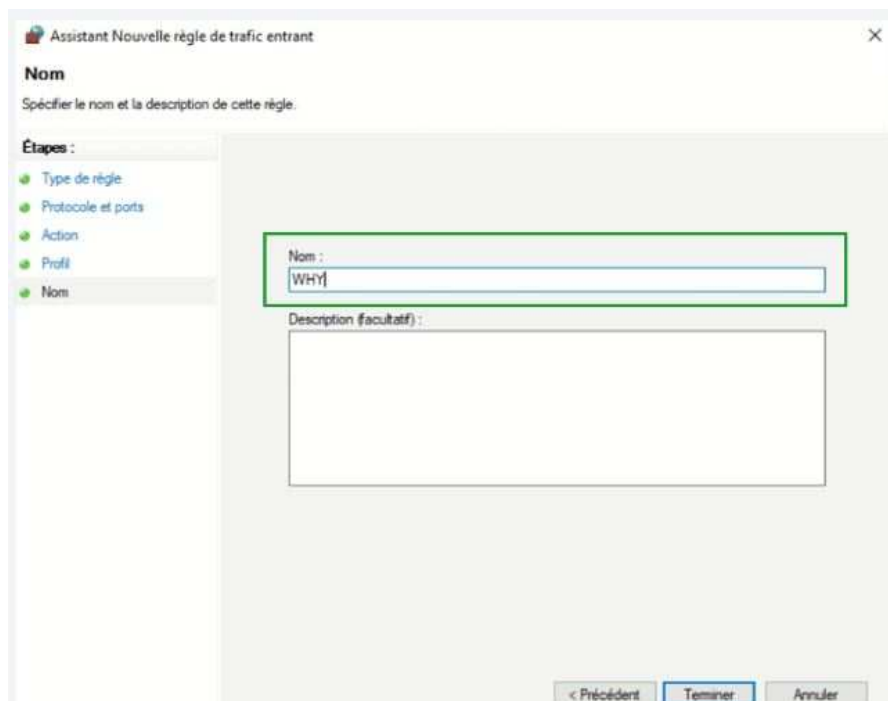 Assistant Nouvelle règle de trafic entrant
Nom
Spécifier le nom et la description de cette règle.
Étapes :
Type de règle
Protocole et ports
Action
Profil
Nom
Nom :
WHY
Description (facultatif) :
< Précédent
Terminer
Annuler